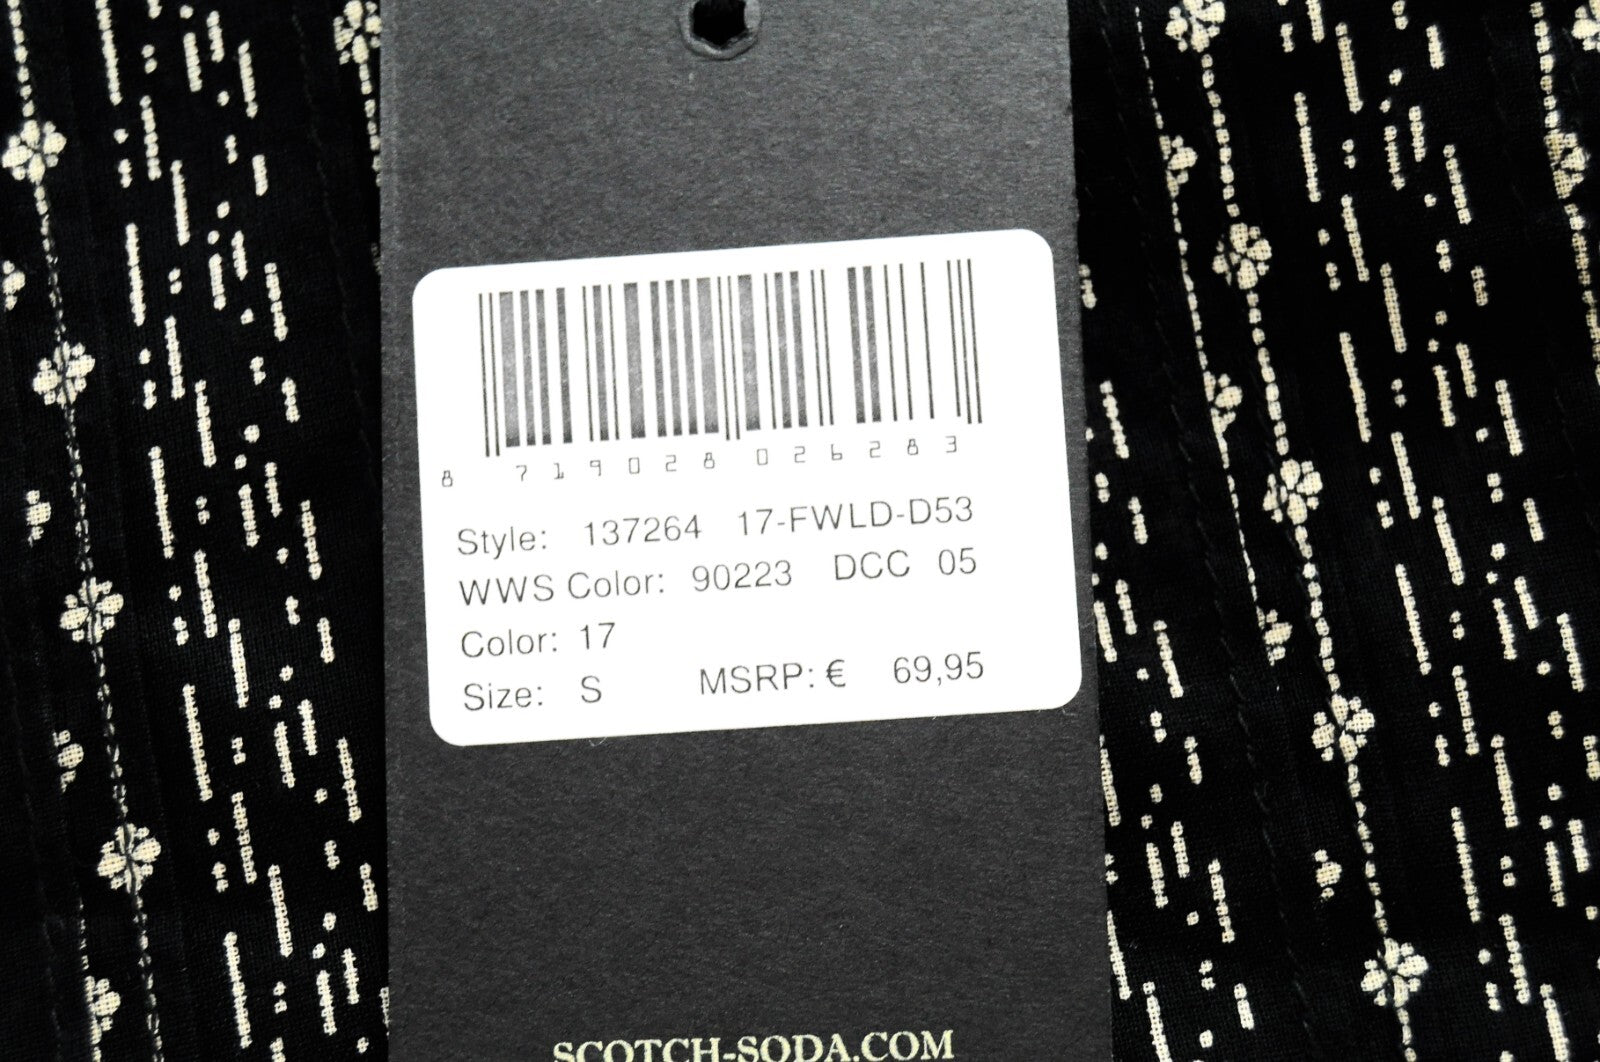 8 719028 026283
Style: 137264 17-FWLD-D53
WWS Color: 90223 DCC 05
Color: 17
Size: S MSRP: € 69,95
SCOTCH-SODA.COM